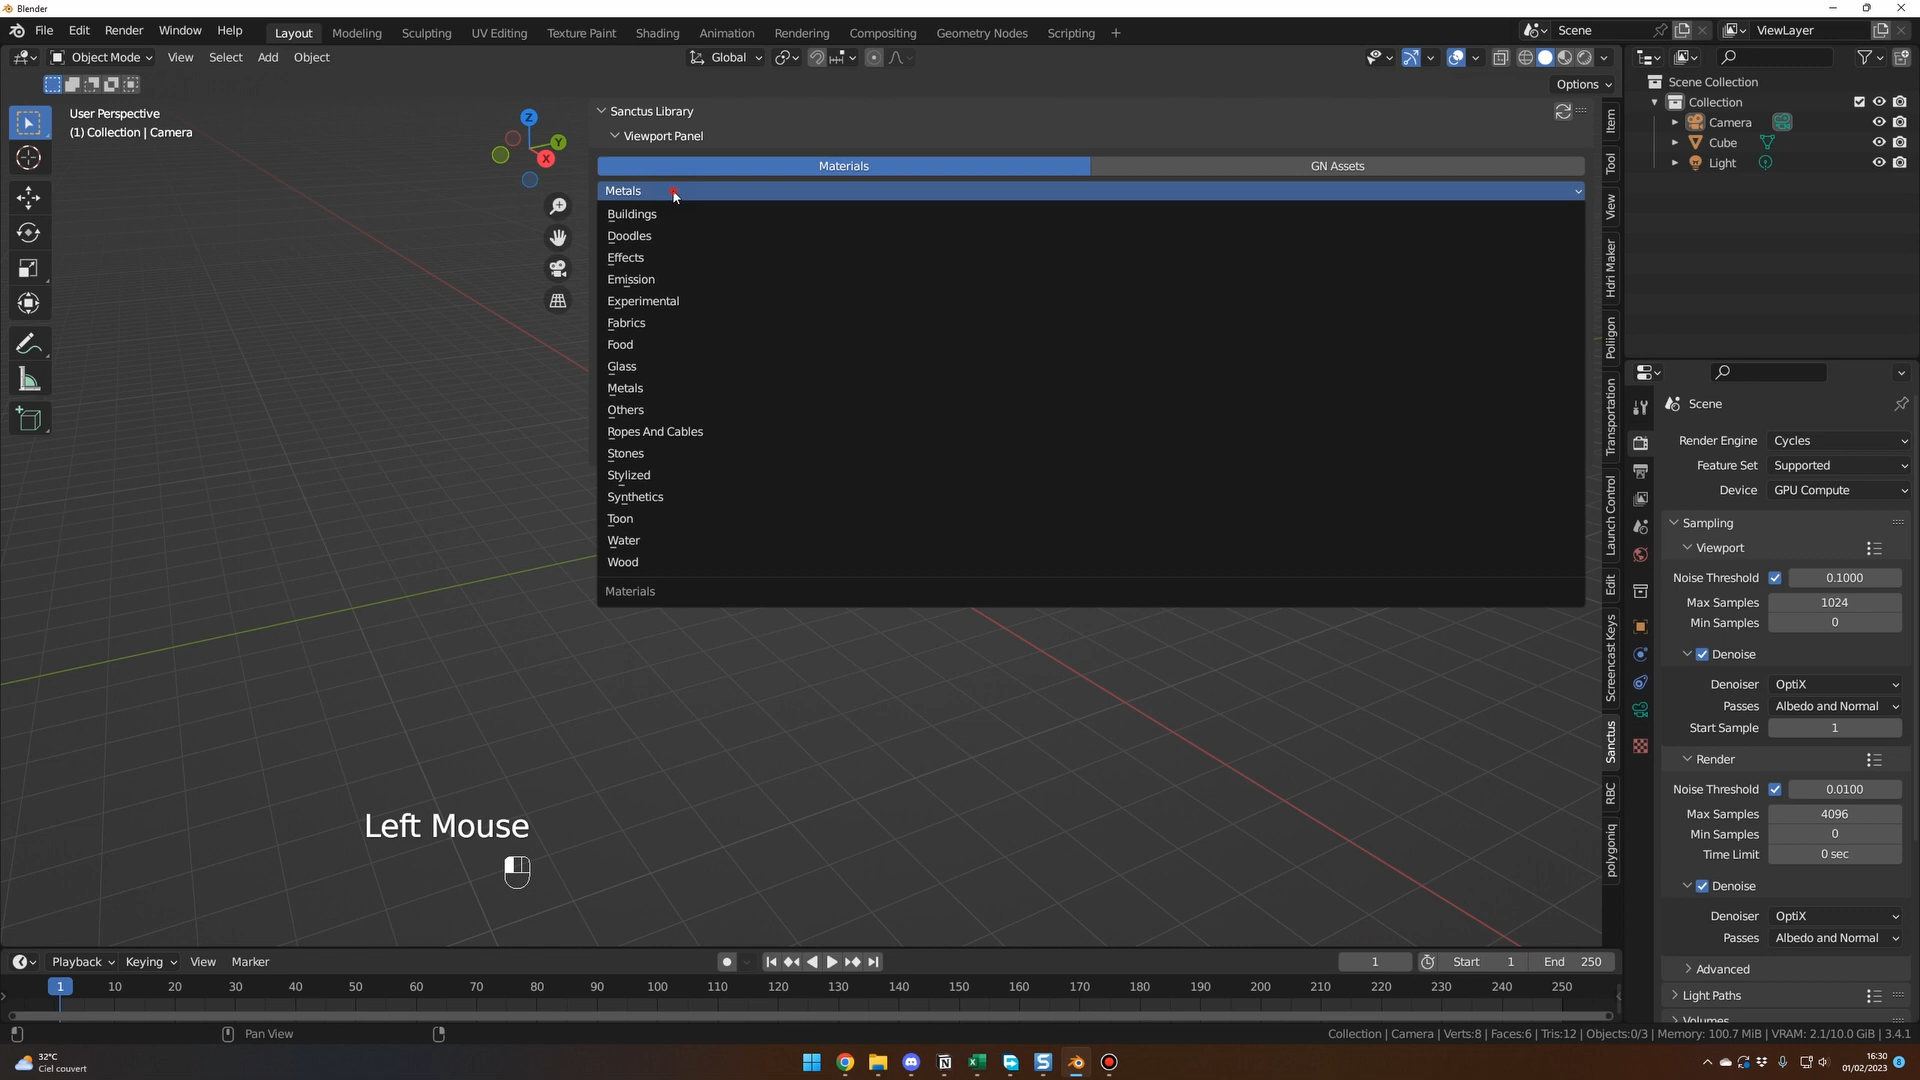 Blender
File Edit Render Window Help
Layout Modeling Sculpting UV Editing Texture Paint Shading Animation Rendering Compositing Geometry Nodes Scripting +
Scene
ViewLayer
Object Mode View Select Add Object
Global
Options
User Perspective
(1) Collection | Camera
Z
Y
X
Sanctus Library
Viewport Panel
Materials
GN Assets
Metals
Buildings
Doodles
Effects
Emission
Experimental
Fabrics
Food
Glass
Metals
Others
Ropes And Cables
Stones
Stylized
Synthetics
Toon
Water
Wood
Materials
Item
Tool
View
Hdri Maker
Poliigon
Transportation
Launch Control
Edit
Screencast Keys
Sanctus
RBC
polygoniq
Scene Collection
Collection
Camera
Cube
Light
Scene
Render Engine Cycles
Feature Set Supported
Device GPU Compute
Sampling
Viewport
Noise Threshold 0.1000
Max Samples 1024
Min Samples 0
Denoise
Denoiser OptiX
Passes Albedo and Normal
Start Sample 1
Render
Noise Threshold 0.0100
Max Samples 4096
Min Samples 0
Time Limit 0 sec
Denoise
Denoiser OptiX
Passes Albedo and Normal
Advanced
Light Paths
Volumes
Left Mouse
Playback Keying View Marker
1
Start 1
End 250
1 10 20 30 40 50 60 70 80 90 100 110 120 130 140 150 160 170 180 190 200 210 220 230 240 250
Pan View
Collection | Camera | Verts:8 | Faces:6 | Tris:12 | Objects:0/3 | Memory: 100.7 MiB | VRAM: 2.1/10.0 GiB | 3.4.1
32°C
Ciel couvert
16:30
01/02/2023
8